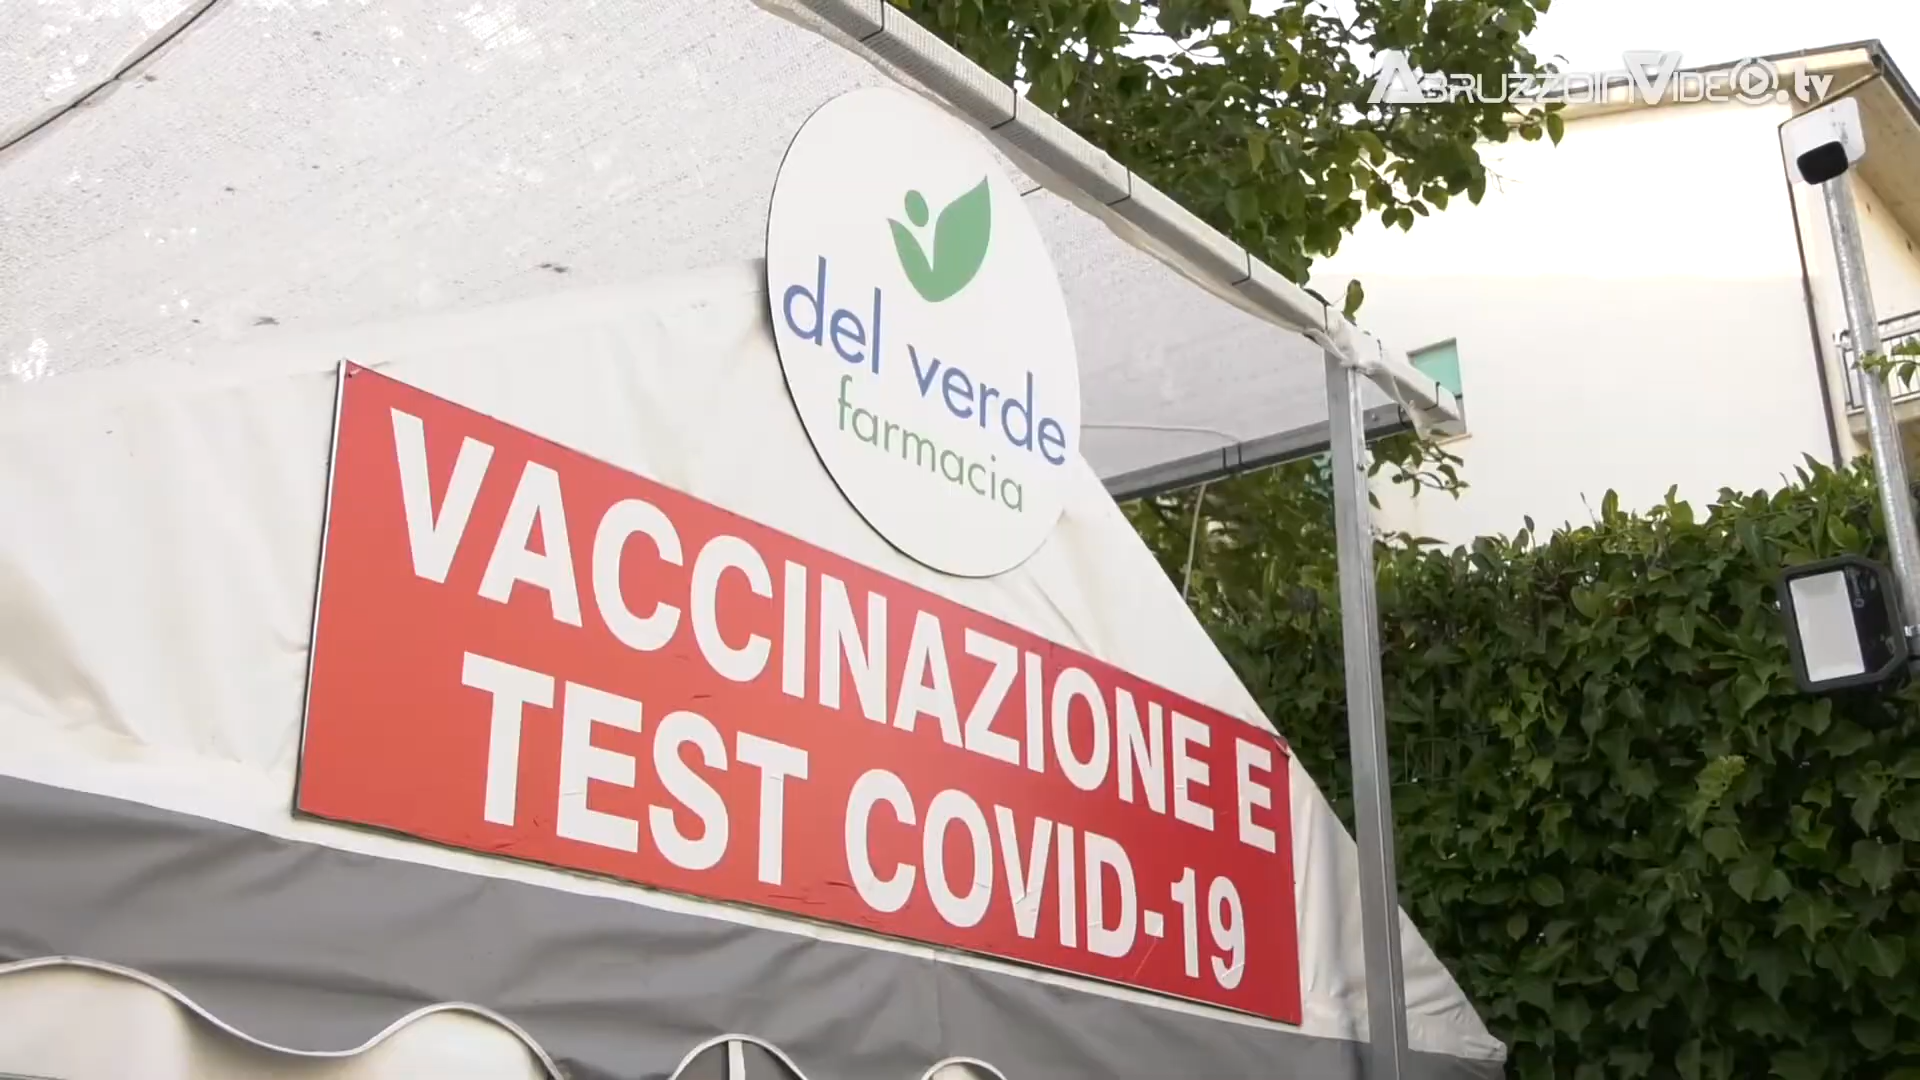 AbruzzoinVideo.tv
del verde
farmacia
VACCINAZIONE E
TEST COVID-19